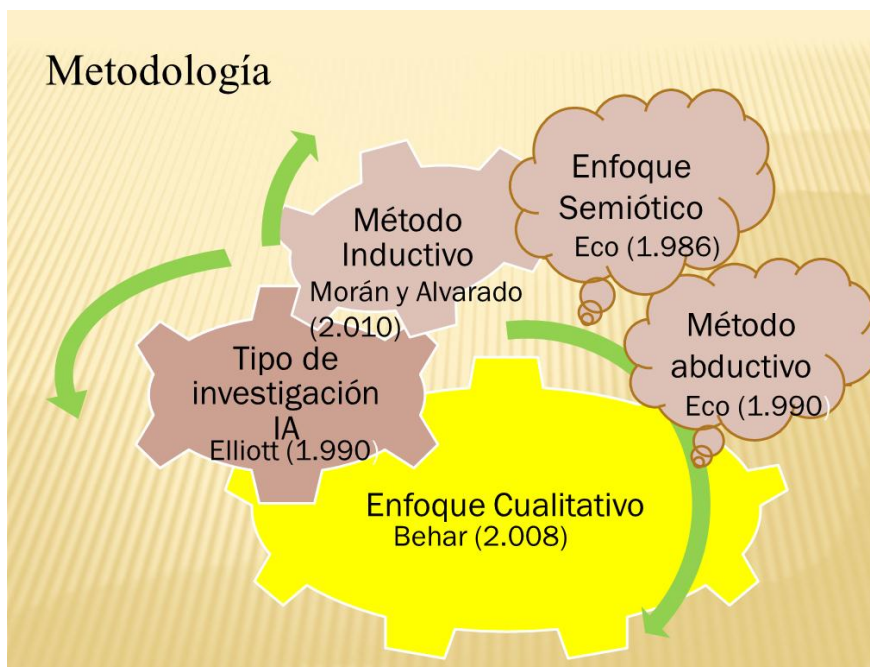 Metodología
Enfoque
Semiótico
Eco (1.986)
Método
Inductivo
Morán y Alvarado
(2.010)
Método
abductivo
Eco (1.990)
Tipo de
investigación
IA
Elliott (1.990)
Enfoque Cualitativo
Behar (2.008)